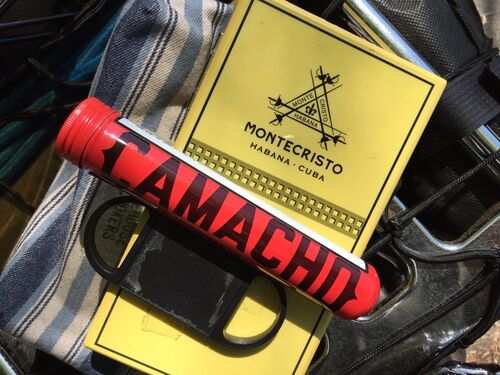 MONTE CRISTO
HABANA
MONTECRISTO
HABANA · CUBA
CAMACHO